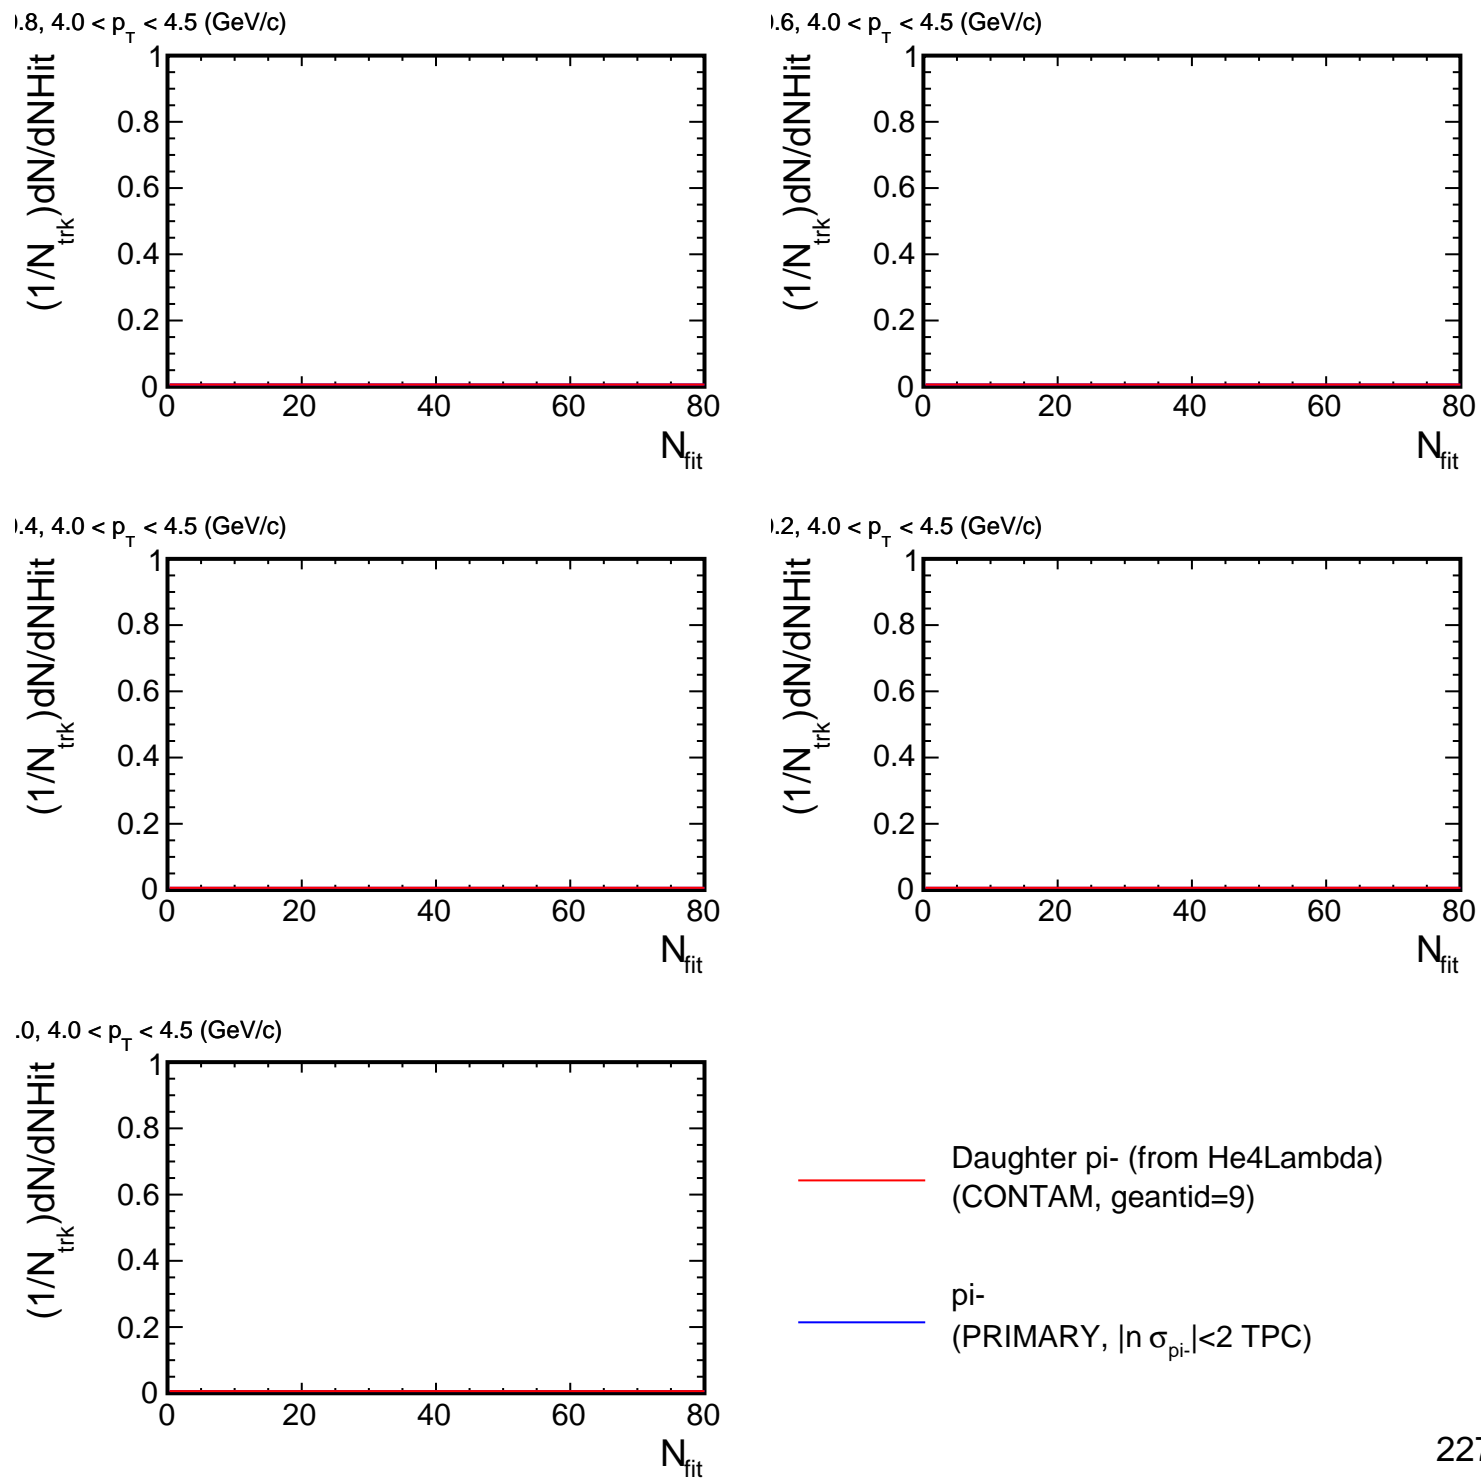 ).8, 4.0 < p_T < 4.5 (GeV/c)
(1/N_trk)dN/dNHit
1
0.8
0.6
0.4
0.2
0
0 20 40 60 80
N_fit
).6, 4.0 < p_T < 4.5 (GeV/c)
(1/N_trk)dN/dNHit
1
0.8
0.6
0.4
0.2
0
0 20 40 60 80
N_fit
).4, 4.0 < p_T < 4.5 (GeV/c)
(1/N_trk)dN/dNHit
1
0.8
0.6
0.4
0.2
0
0 20 40 60 80
N_fit
).2, 4.0 < p_T < 4.5 (GeV/c)
(1/N_trk)dN/dNHit
1
0.8
0.6
0.4
0.2
0
0 20 40 60 80
N_fit
.0, 4.0 < p_T < 4.5 (GeV/c)
(1/N_trk)dN/dNHit
1
0.8
0.6
0.4
0.2
0
0 20 40 60 80
N_fit
Daughter pi- (from He4Lambda)
(CONTAM, geantid=9)
pi-
(PRIMARY, |n σ_pi-|<2 TPC)
227